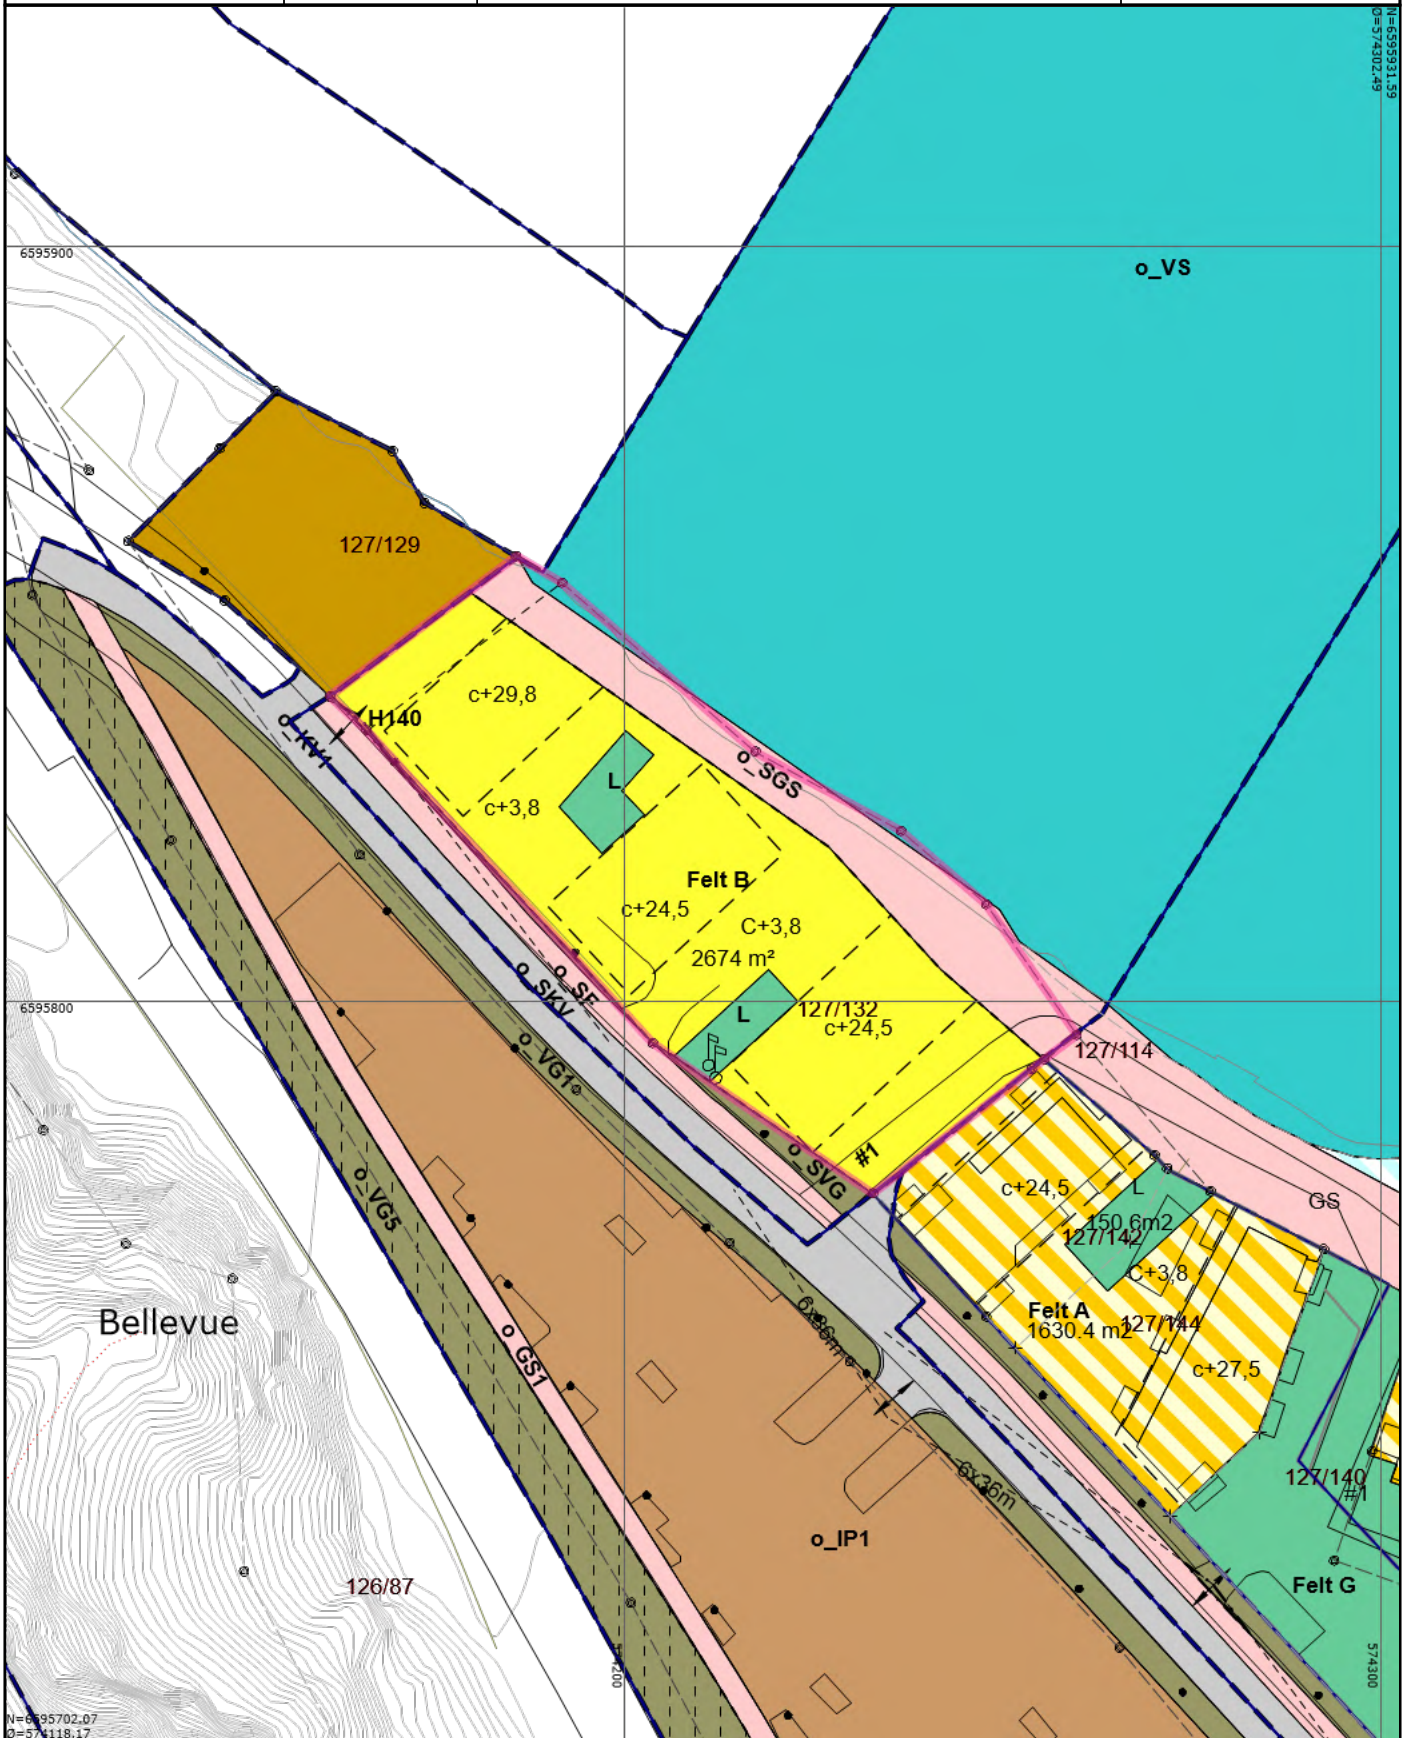 N=6595931.59
Ø=574302.49
6595900
o_VS
127/129
c+29,8
H140
o_KV1
o_SGS
L
c+3,8
Felt B
c+24,5
C+3,8
2674 m²
o_SF
o_SKV
6595800
127/132
L
c+24,5
o_VG1
127/114
#1
o_SVG
o_VG5
c+24,5
L
GS
150.6m2
127/142
C+3,8
Bellevue
Felt A
127/144
1630.4 m2
6x36m
o_GS1
c+27,5
127/140
#1
6x36m
o_IP1
126/87
Felt G
574200
574300
N=6595702.07
Ø=574118.17